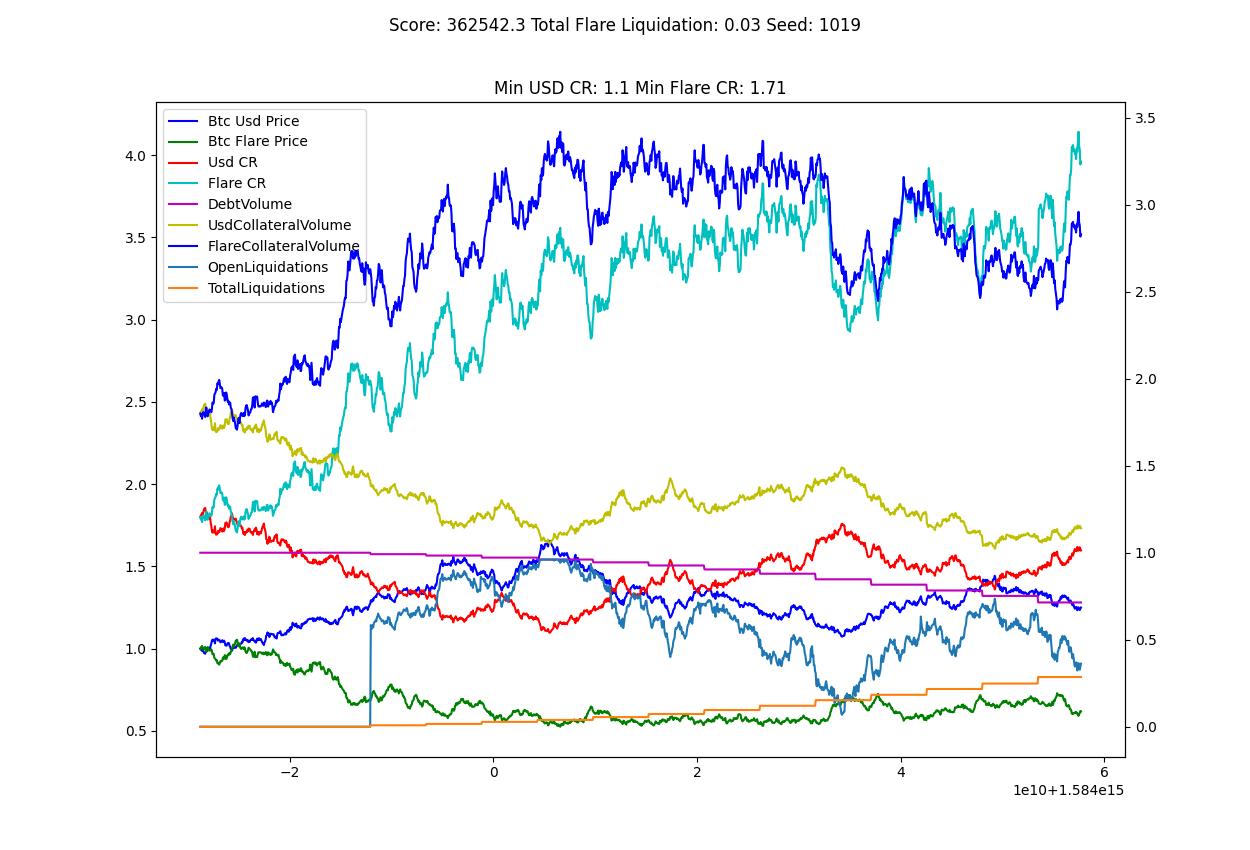 Score: 362542.3 Total Flare Liquidation: 0.03 Seed: 1019
Min USD CR: 1.1 Min Flare CR: 1.71
Btc Usd Price
Btc Flare Price
Usd CR
Flare CR
DebtVolume
UsdCollateralVolume
FlareCollateralVolume
OpenLiquidations
TotalLiquidations
4.0
3.5
3.0
2.5
2.0
1.5
1.0
0.5
3.5
3.0
2.5
2.0
1.5
1.0
0.5
0.0
−2 0 2 4 6
1e10+1.584e15